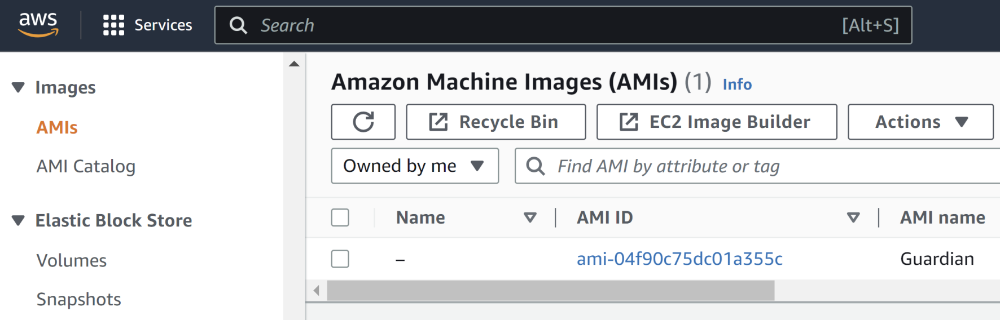 aws
Services
Search
[Alt+S]
Images
AMIs
AMI Catalog
Elastic Block Store
Volumes
Snapshots
Amazon Machine Images (AMIs) (1) Info
Recycle Bin
EC2 Image Builder
Actions
Owned by me
Find AMI by attribute or tag
Name
AMI ID
AMI name
–
ami-04f90c75dc01a355c
Guardian